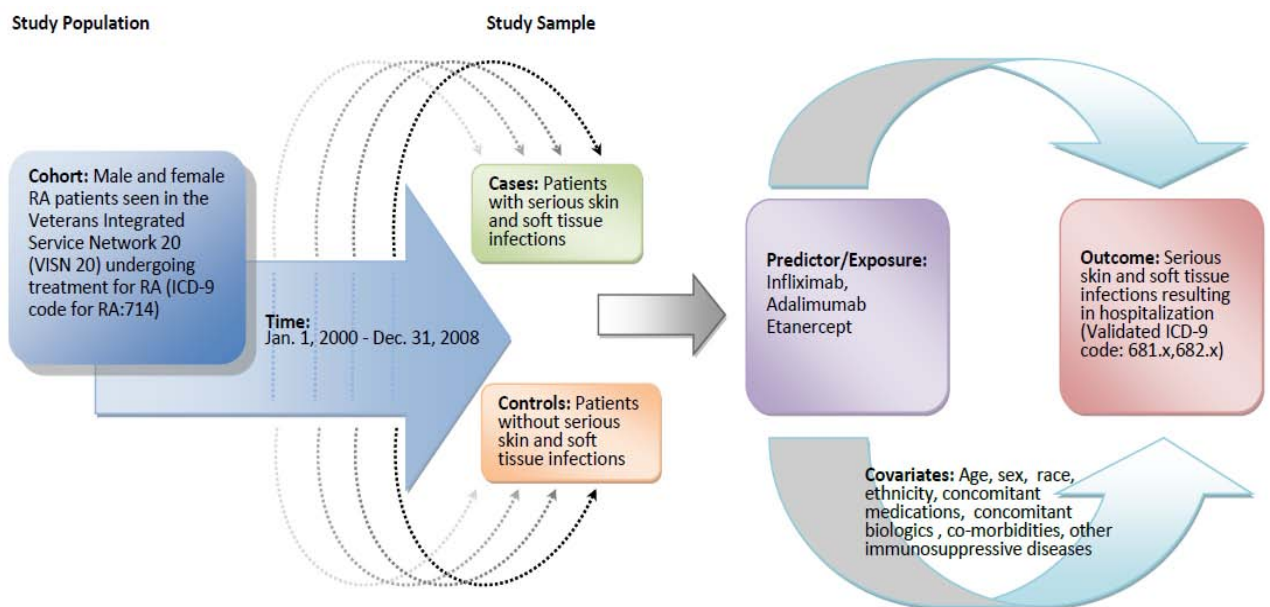 Study Population
Study Sample
Cohort: Male and female
RA patients seen in the
Veterans Integrated
Service Network 20
(VISN 20) undergoing
treatment for RA (ICD-9
code for RA:714)
Time:
Jan. 1, 2000 - Dec. 31, 2008
Cases: Patients
with serious skin
and soft tissue
infections
Controls: Patients
without serious
skin and soft
tissue infections
Predictor/Exposure:
Infliximab,
Adalimumab
Etanercept
Outcome: Serious
skin and soft tissue
infections resulting
in hospitalization
(Validated ICD-9
code: 681.x,682.x)
Covariates: Age, sex, race,
ethnicity, concomitant
medications, concomitant
biologics , co-morbidities, other
immunosuppressive diseases